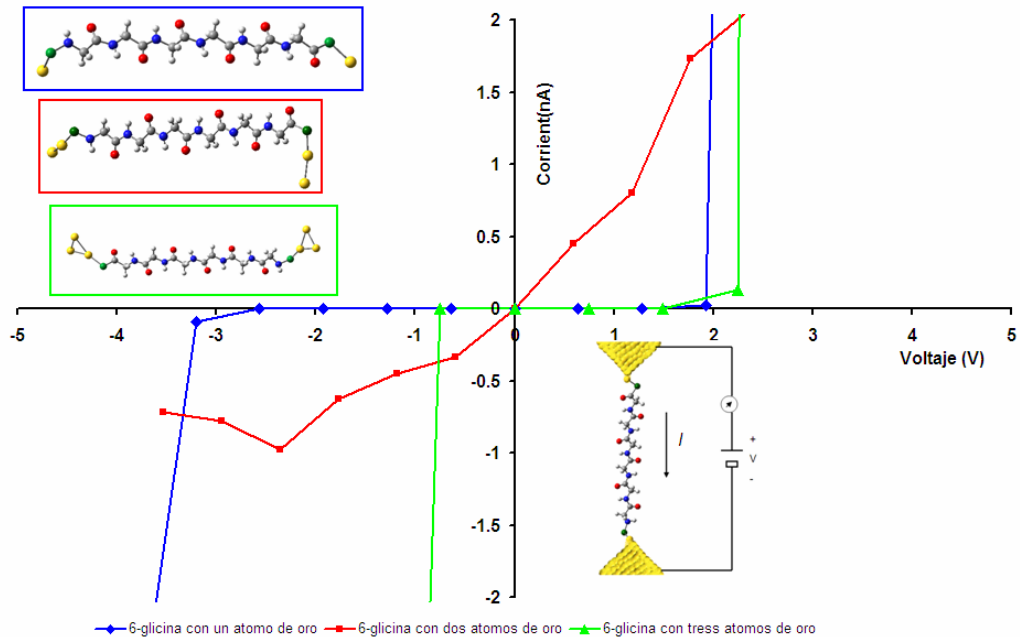 2
1.5
1
0.5
0
-0.5
-1
-1.5
-2
Corrient(nA)
-5 -4 -3 -2 -1 0 1 2 3 4 5
Voltaje (V)
I
+
V
-
6-glicina con un atomo de oro 6-glicina con dos atomos de oro 6-glicina con tress atomos de oro